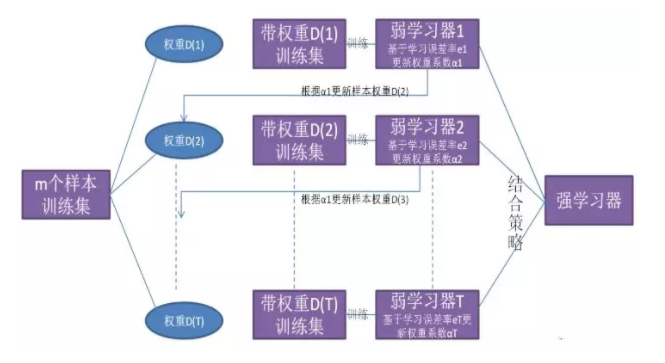 权重D(1)
带权重D(1)
训练集
训练
弱学习器1
基于学习误差率e1
更新权重系数α1
根据α1更新样本权重D(2)
权重D(2)
带权重D(2)
训练集
训练
弱学习器2
基于学习误差率e2
更新权重系数α2
m个样本
训练集
根据α1更新样本权重D(3)
结合策略
强学习器
权重D(T)
带权重D(T)
训练集
训练
弱学习器T
基于学习误差率eT更
新权重系数αT